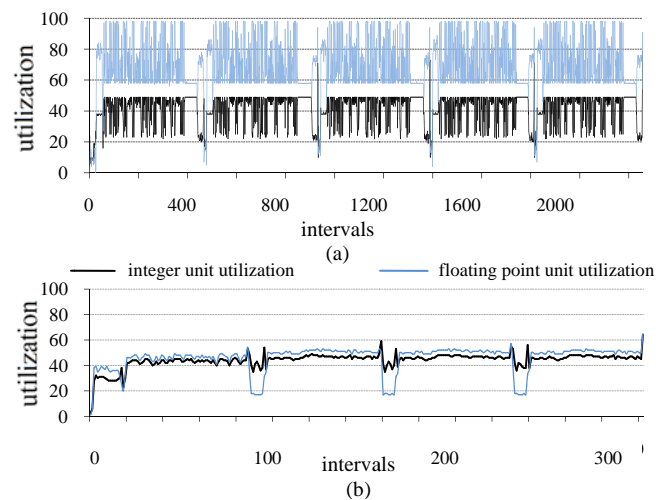 100
80
60
40
20
0
utilization
0 400 800 1200 1600 2000
intervals
(a)
integer unit utilization floating point unit utilization
100
80
60
40
20
0
utilization
0 100 200 300
intervals
(b)